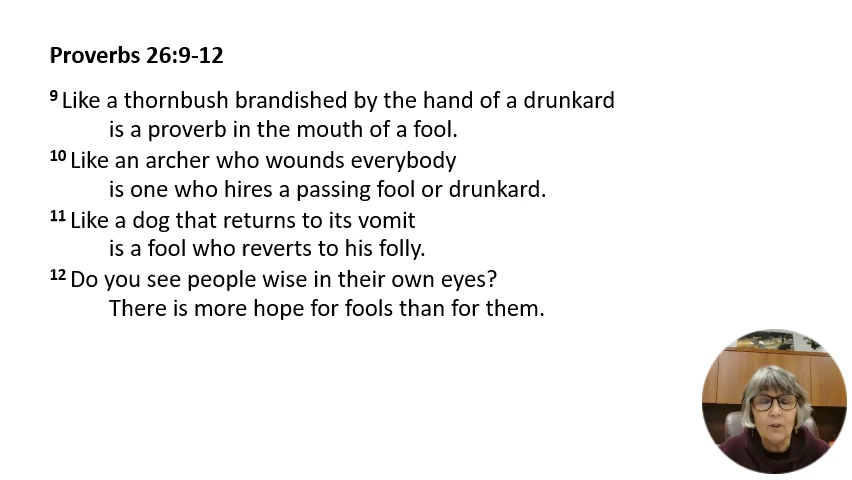 Proverbs 26:9-12
9 Like a thornbush brandished by the hand of a drunkard
is a proverb in the mouth of a fool.
10 Like an archer who wounds everybody
is one who hires a passing fool or drunkard.
11 Like a dog that returns to its vomit
is a fool who reverts to his folly.
12 Do you see people wise in their own eyes?
There is more hope for fools than for them.